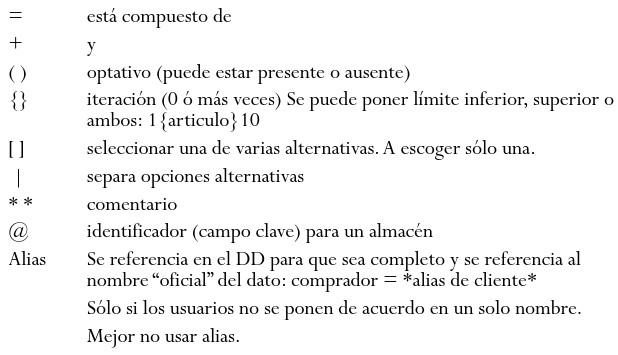 = está compuesto de
+ y
( ) optativo (puede estar presente o ausente)
{} iteración (0 ó más veces) Se puede poner límite inferior, superior o
ambos: 1{articulo}10
[ ] seleccionar una de varias alternativas. A escoger sólo una.
| separa opciones alternativas
* * comentario
@ identificador (campo clave) para un almacén
Alias Se referencia en el DD para que sea completo y se referencia al
nombre “oficial” del dato: comprador = *alias de cliente*
Sólo si los usuarios no se ponen de acuerdo en un solo nombre.
Mejor no usar alias.